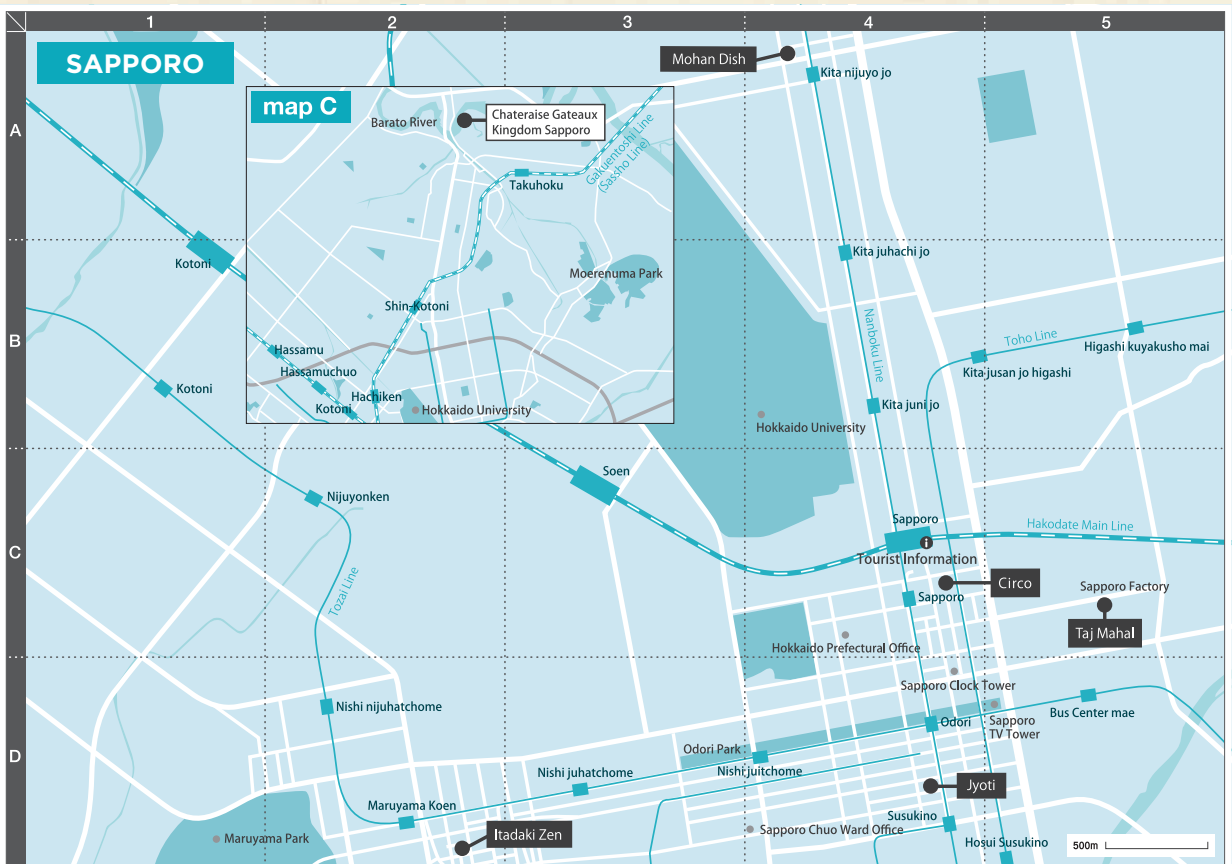 1
2
3
4
5
SAPPORO
A
B
C
D
map C
Barato River
Chateraise Gateaux
Kingdom Sapporo
Gakuentoshi Line
(Sassho Line)
Takuhoku
Moerenuma Park
Shin-Kotoni
Hassamu
Hassamuchuo
Hachiken
Kotoni
Hokkaido University
Mohan Dish
Kita nijuyo jo
Kotoni
Kita juhachi jo
Nanboku Line
Toho Line
Higashi kuyakusho mai
Kita jusan jo higashi
Kotoni
Kita juni jo
Hokkaido University
Soen
Nijuyonken
Sapporo
Hakodate Main Line
i
Tourist Information
Tozai Line
Circo
Sapporo
Sapporo Factory
Taj Mahal
Hokkaido Prefectural Office
Sapporo Clock Tower
Nishi nijuhatchome
Odori
Sapporo
TV Tower
Bus Center mae
Odori Park
Nishi juitchome
Nishi juhatchome
Maruyama Koen
Jyoti
Susukino
Itadaki Zen
Maruyama Park
Sapporo Chuo Ward Office
Hosui Susukino
500m